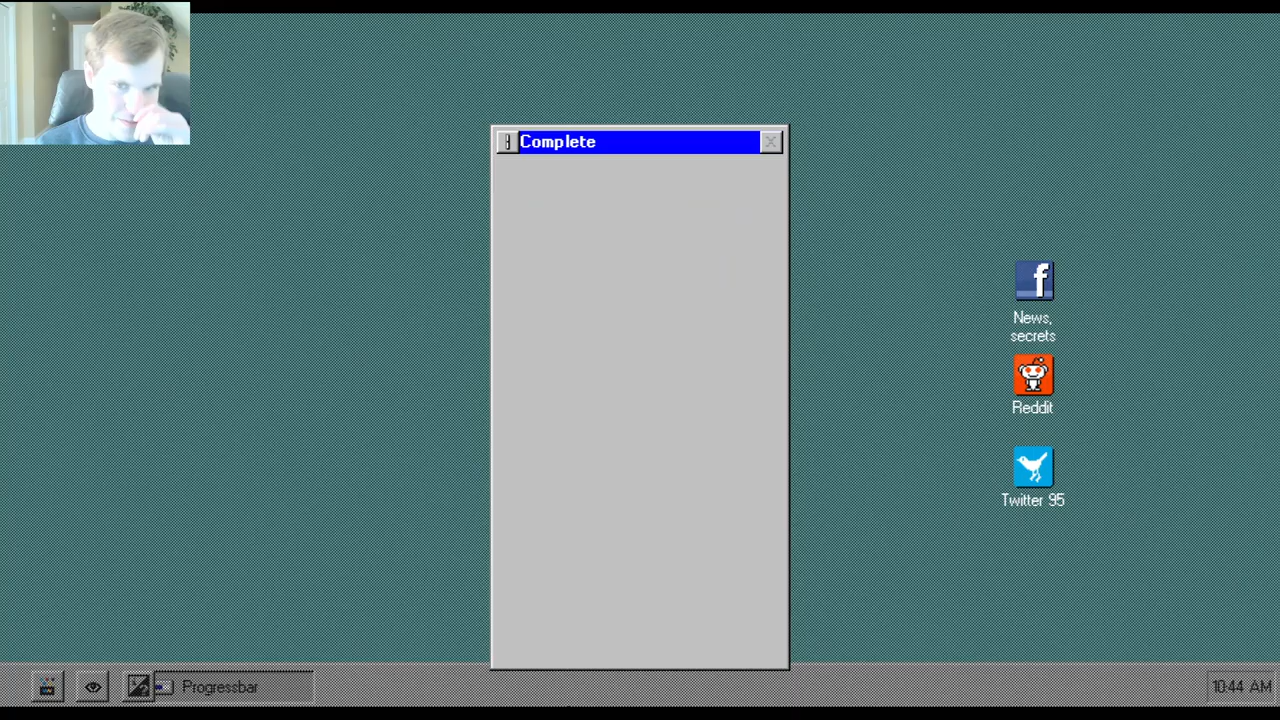 Complete
News,
secrets
Reddit
Twitter 95
Progressbar
10:44 AM